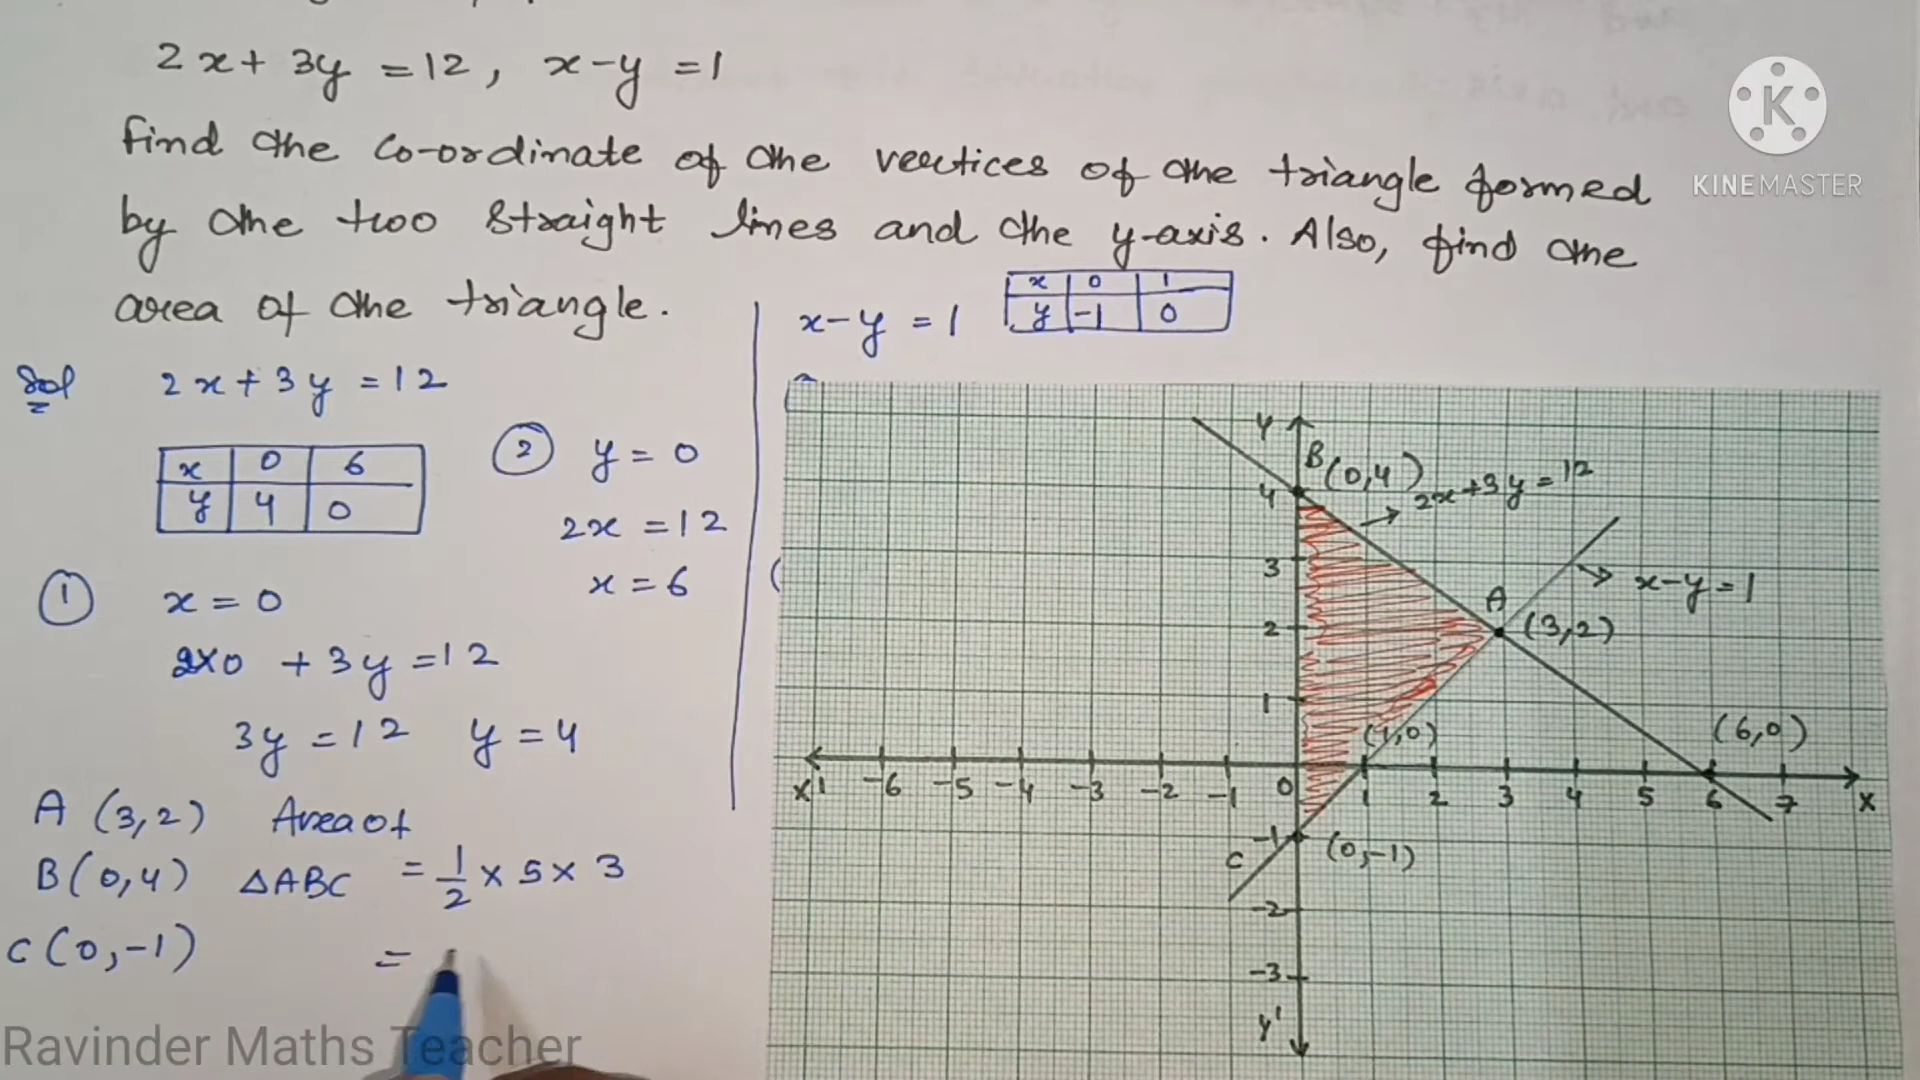 2x + 3y = 12, x - y = 1
Find the co-ordinate of the vertices of the triangle formed
by the two straight lines and the y-axis. Also, find the
area of the triangle.
K
KINEMASTER
Sol 2x + 3y = 12
x 0 6
y 4 0
① x = 0
2×0 + 3y = 12
3y = 12 y = 4
② y = 0
2x = 12
x = 6
A (3,2) Area of
B (0,4) △ABC = 1/2 × 5 × 3
C (0,-1) =
x - y = 1
x 0 1
y -1 0
y
B (0,4)
2x+3y=12
4
3
x-y=1
A
2 (3,2)
1
(1,0) (6,0)
x' -6 -5 -4 -3 -2 -1 0 1 2 3 4 5 6 7 x
-1
C (0,-1)
-2
-3
y'
Ravinder Maths Teacher